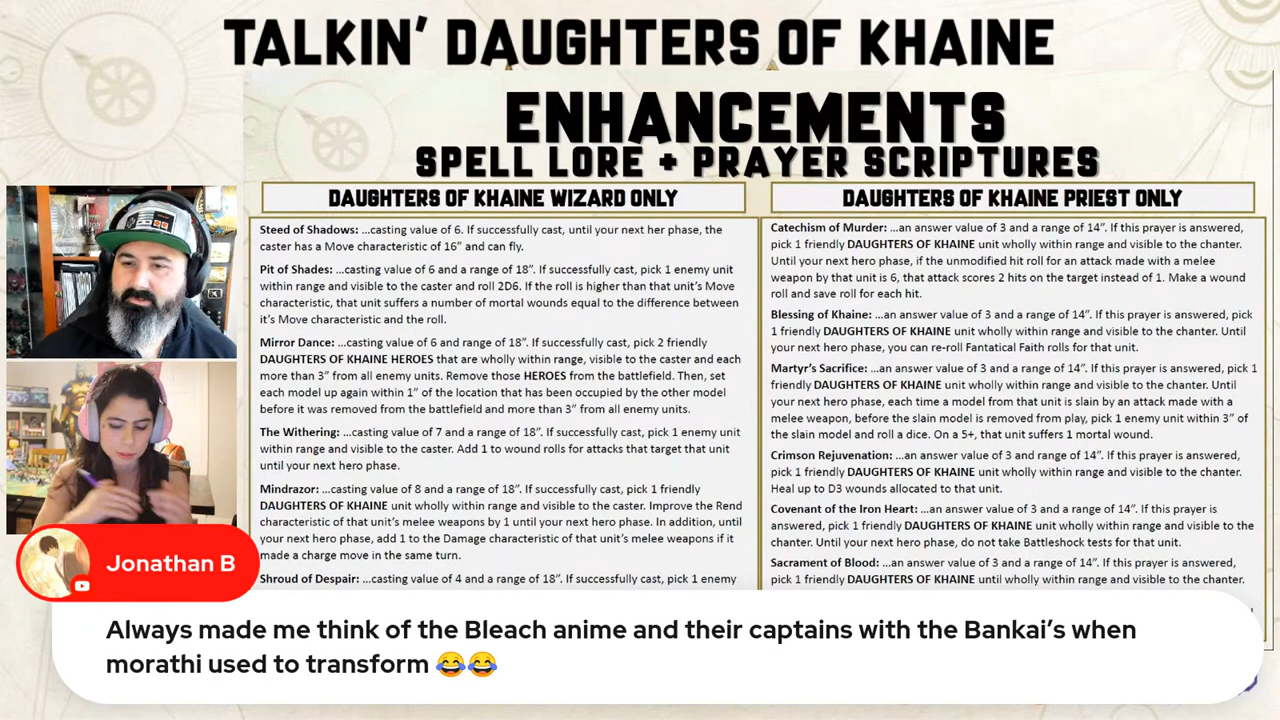 TALKIN' DAUGHTERS OF KHAINE
ENHANCEMENTS
SPELL LORE + PRAYER SCRIPTURES
DAUGHTERS OF KHAINE WIZARD ONLY
Steed of Shadows: ...casting value of 6. If successfully cast, until your next her phase, the
caster has a Move characteristic of 16” and can fly.
Pit of Shades: ...casting value of 6 and a range of 18”. If successfully cast, pick 1 enemy unit
within range and visible to the caster and roll 2D6. If the roll is higher than that unit’s Move
characteristic, that unit suffers a number of mortal wounds equal to the difference between
it’s Move characteristic and the roll.
Mirror Dance: ...casting value of 6 and range of 18”. If successfully cast, pick 2 friendly
DAUGHTERS OF KHAINE HEROES that are wholly within range, visible to the caster and each
more than 3” from all enemy units. Remove those HEROES from the battlefield. Then, set
each model up again within 1” of the location that has been occupied by the other model
before it was removed from the battlefield and more than 3” from all enemy units.
The Withering: ...casting value of 7 and a range of 18”. If successfully cast, pick 1 enemy unit
within range and visible to the caster. Add 1 to wound rolls for attacks that target that unit
until your next hero phase.
Mindrazor: ...casting value of 8 and a range of 18”. If successfully cast, pick 1 friendly
DAUGHTERS OF KHAINE unit wholly within range and visible to the caster. Improve the Rend
characteristic of that unit’s melee weapons by 1 until your next hero phase. In addition, until
your next hero phase, add 1 to the Damage characteristic of that unit’s melee weapons if it
made a charge move in the same turn.
Shroud of Despair: ...casting value of 4 and a range of 18”. If successfully cast, pick 1 enemy
DAUGHTERS OF KHAINE PRIEST ONLY
Catechism of Murder: ...an answer value of 3 and a range of 14”. If this prayer is answered,
pick 1 friendly DAUGHTERS OF KHAINE unit wholly within range and visible to the chanter.
Until your next hero phase, if the unmodified hit roll for an attack made with a melee
weapon by that unit is 6, that attack scores 2 hits on the target instead of 1. Make a wound
roll and save roll for each hit.
Blessing of Khaine: ...an answer value of 3 and a range of 14”. If this prayer is answered, pick
1 friendly DAUGHTERS OF KHAINE unit wholly within range and visible to the chanter. Until
your next hero phase, you can re-roll Fantatical Faith rolls for that unit.
Martyr’s Sacrifice: ...an answer value of 3 and a range of 14”. If this prayer is answered, pick 1
friendly DAUGHTERS OF KHAINE unit wholly within range and visible to the chanter. Until
your next hero phase, each time a model from that unit is slain by an attack made with a
melee weapon, before the slain model is removed from play, pick 1 enemy unit within 3” of
the slain model and roll a dice. On a 5+, that unit suffers 1 mortal wound.
Crimson Rejuvenation: ...an answer value of 3 and range of 14”. If this prayer is answered,
pick 1 friendly DAUGHTERS OF KHAINE unit wholly within range and visible to the chanter.
Heal up to D3 wounds allocated to that unit.
Covenant of the Iron Heart: ...an answer value of 3 and a range of 14”. If this prayer is
answered, pick 1 friendly DAUGHTERS OF KHAINE unit wholly within range and visible to the
chanter. Until your next hero phase, do not take Battleshock tests for that unit.
Sacrament of Blood: ...an answer value of 3 and a range of 14”. If this prayer is answered,
pick 1 friendly DAUGHTERS OF KHAINE until wholly within range and visible to the chanter.
Jonathan B
Always made me think of the Bleach anime and their captains with the Bankai’s when
morathi used to transform 😂😂